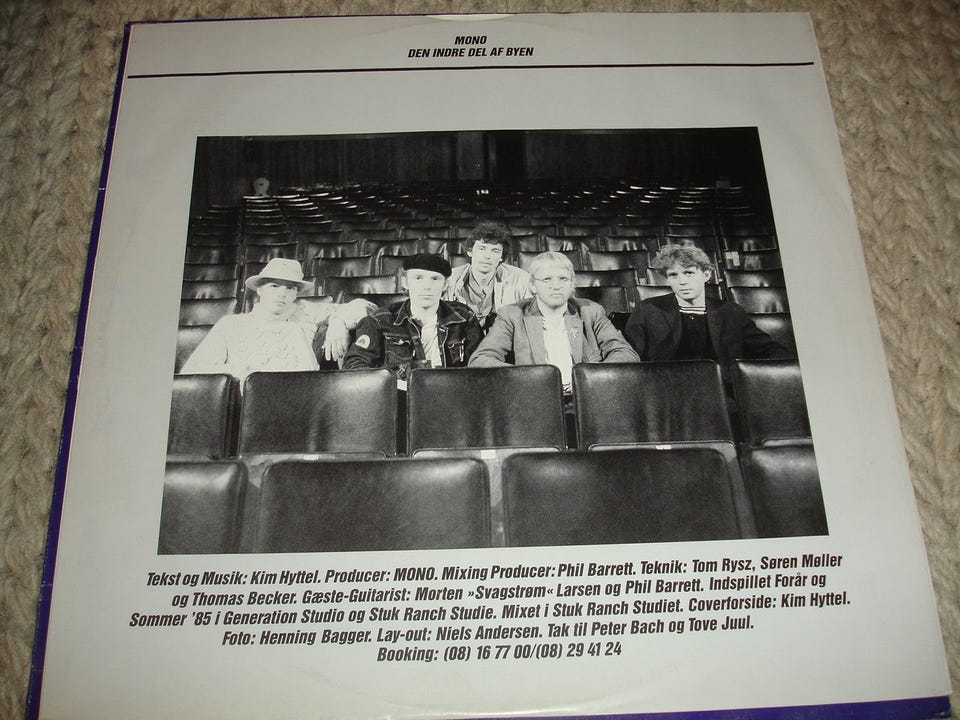 MONO
DEN INDRE DEL AF BYEN
Tekst og Musik: Kim Hyttel. Producer: MONO. Mixing Producer: Phil Barrett. Teknik: Tom Rysz, Søren Møller
og Thomas Becker. Gæste-Guitarist: Morten »Svagstrøm« Larsen og Phil Barrett. Indspillet Forår og
Sommer '85 i Generation Studio og Stuk Ranch Studie. Mixet i Stuk Ranch Studiet. Coverforside: Kim Hyttel.
Foto: Henning Bagger. Lay-out: Niels Andersen. Tak til Peter Bach og Tove Juul.
Booking: (08) 16 77 00/(08) 29 41 24